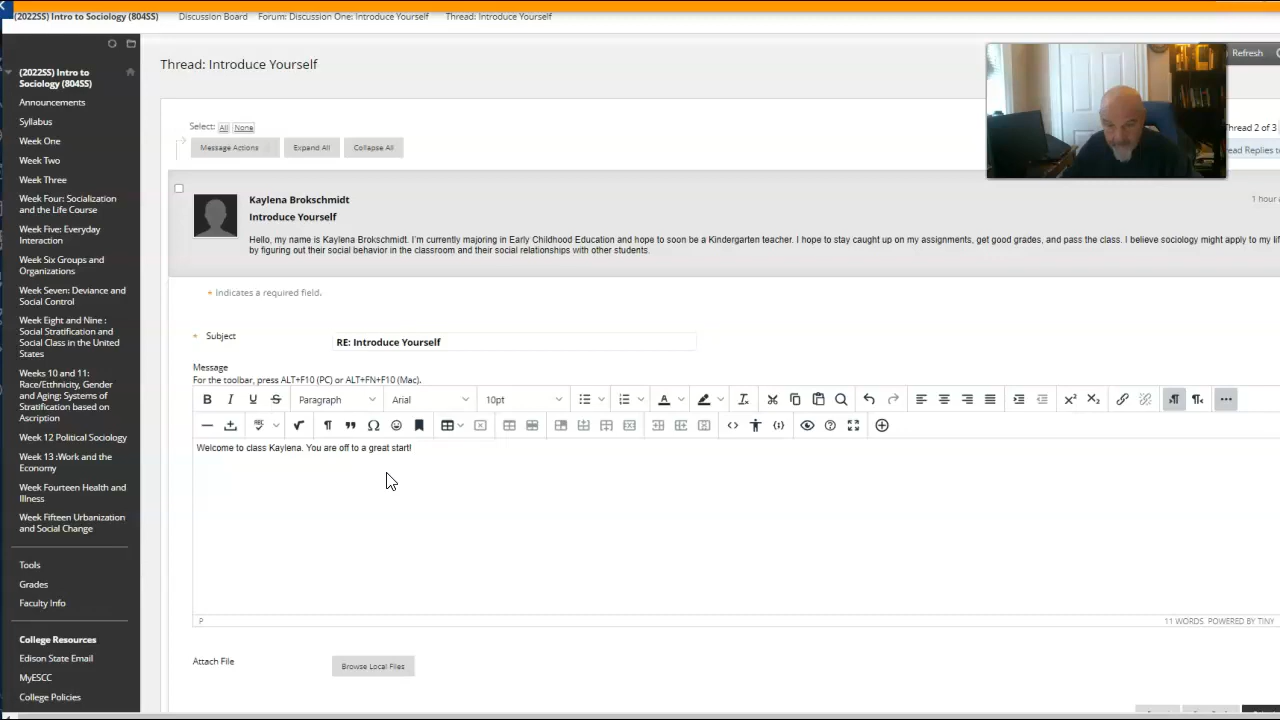 (2022SS) Intro to Sociology (804SS) Discussion Board Forum: Discussion One: Introduce Yourself Thread: Introduce Yourself
(2022SS) Intro to
Sociology (804SS)
Announcements
Syllabus
Week One
Week Two
Week Three
Week Four: Socialization
and the Life Course
Week Five: Everyday
Interaction
Week Six Groups and
Organizations
Week Seven: Deviance and
Social Control
Week Eight and Nine :
Social Stratification and
Social Class in the United
States
Weeks 10 and 11:
Race/Etthnicity, Gender
and Aging: Systems of
Stratification based on
Ascription
Week 12 Political Sociology
Week 13 :Work and the
Economy
Week Fourteen Health and
Illness
Week Fifteen Urbanization
and Social Change
Tools
Grades
Faculty Info
College Resources
Edison State Email
MyESCC
College Policies
Thread: Introduce Yourself
Refresh
Select: All None
Thread 2 of 3
Message Actions Expand All Collapse All
ead Replies to
Kaylena Brokschmidt
1 hour a
Introduce Yourself
Hello, my name is Kaylena Brokschmidt. I'm currently majoring in Early Childhood Education and hope to soon be a Kindergarten teacher. I hope to stay caught up on my assignments, get good grades, and pass the class. I believe sociology might apply to my lif
by figuring out their social behavior in the classroom and their social relationships with other students.
* Indicates a required field.
* Subject RE: Introduce Yourself
Message
For the toolbar, press ALT+F10 (PC) or ALT+FN+F10 (Mac).
B I U S Paragraph Arial 10pt
Welcome to class Kaylena. You are off to a great start!
P 11 WORDS POWERED BY TINY
Attach File Browse Local Files